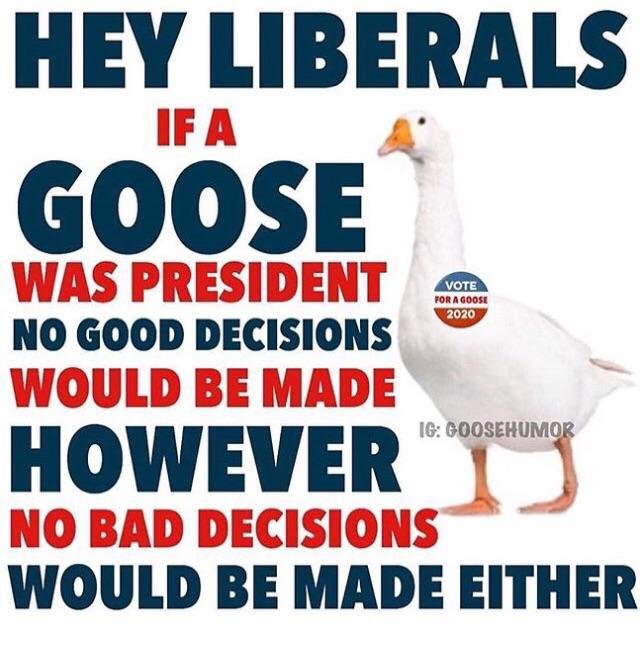 HEY LIBERALS
IF A
GOOSE
WAS PRESIDENT
VOTE
FOR A GOOSE
2020
NO GOOD DECISIONS
WOULD BE MADE
HOWEVER
IG: GOOSEHUMOR
NO BAD DECISIONS
WOULD BE MADE EITHER